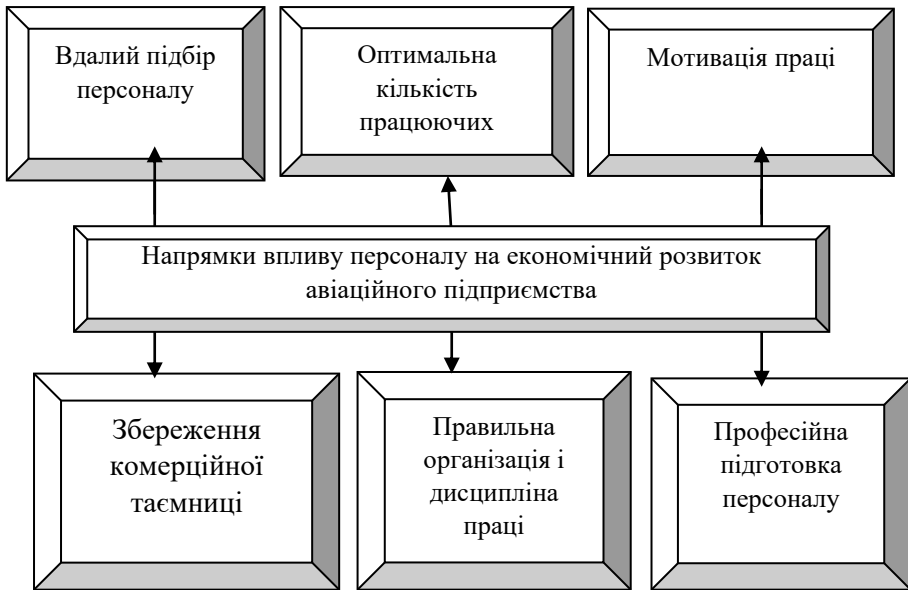 Вдалий підбір
персоналу
Оптимальна
кількість
працюючих
Мотивація праці
Напрямки впливу персоналу на економічний розвиток
авіаційного підприємства
Збереження
комерційної
таємниці
Правильна
організація і
дисципліна
праці
Професійна
підготовка
персоналу